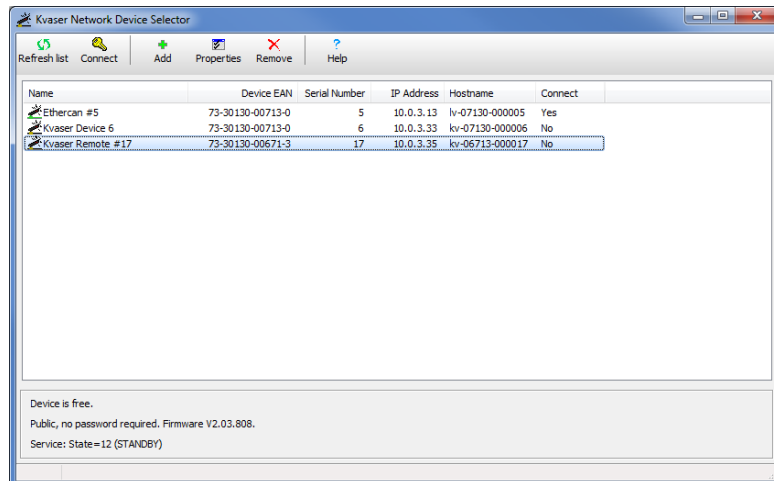 Kvaser Network Device Selector
Refresh list Connect Add Properties Remove Help
Name Device EAN Serial Number IP Address Hostname Connect
Ethercan #5 73-30130-00713-0 5 10.0.3.13 lv-07130-000005 Yes
Kvaser Device 6 73-30130-00713-0 6 10.0.3.33 kv-07130-000006 No
Kvaser Remote #17 73-30130-00671-3 17 10.0.3.35 kv-06713-000017 No
Device is free.
Public, no password required. Firmware V2.03.808.
Service: State=12 (STANDBY)